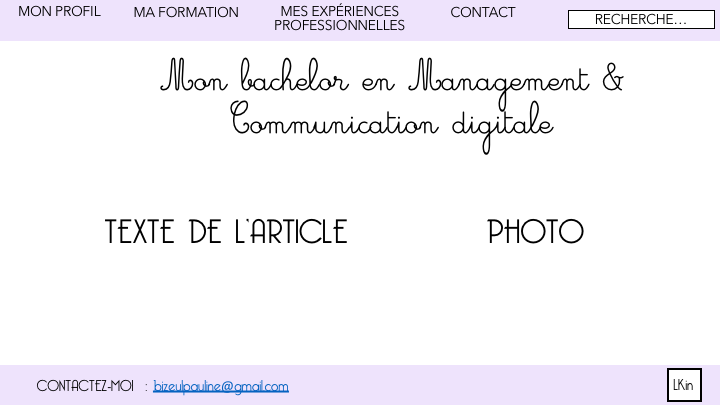 MON PROFIL
MA FORMATION
MES EXPÉRIENCES
PROFESSIONNELLES
CONTACT
RECHERCHE...
Mon bachelor en Management &
Communication digitale
TEXTE DE L'ARTICLE
PHOTO
CONTACTEZ-MOI : bizeulpauline@gmail.com
LKin